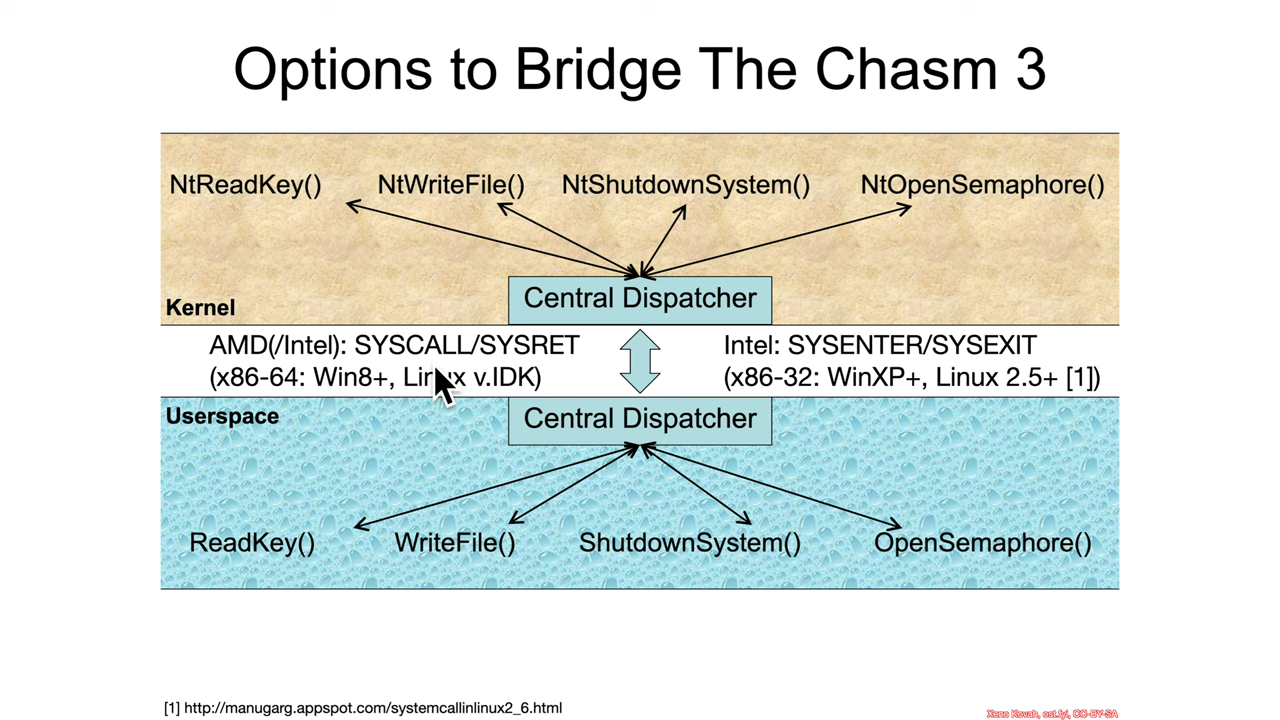 Options to Bridge The Chasm 3
NtReadKey() NtWriteFile() NtShutdownSystem() NtOpenSemaphore()
Central Dispatcher
Kernel
AMD(/Intel): SYSCALL/SYSRET Intel: SYSENTER/SYSEXIT
(x86-64: Win8+, Linux v.IDK) (x86-32: WinXP+, Linux 2.5+ [1])
Userspace
Central Dispatcher
ReadKey() WriteFile() ShutdownSystem() OpenSemaphore()
[1] http://manugarg.appspot.com/systemcallinlinux2_6.html
Xeno Kovah, ost.fyi, CC-BY-SA